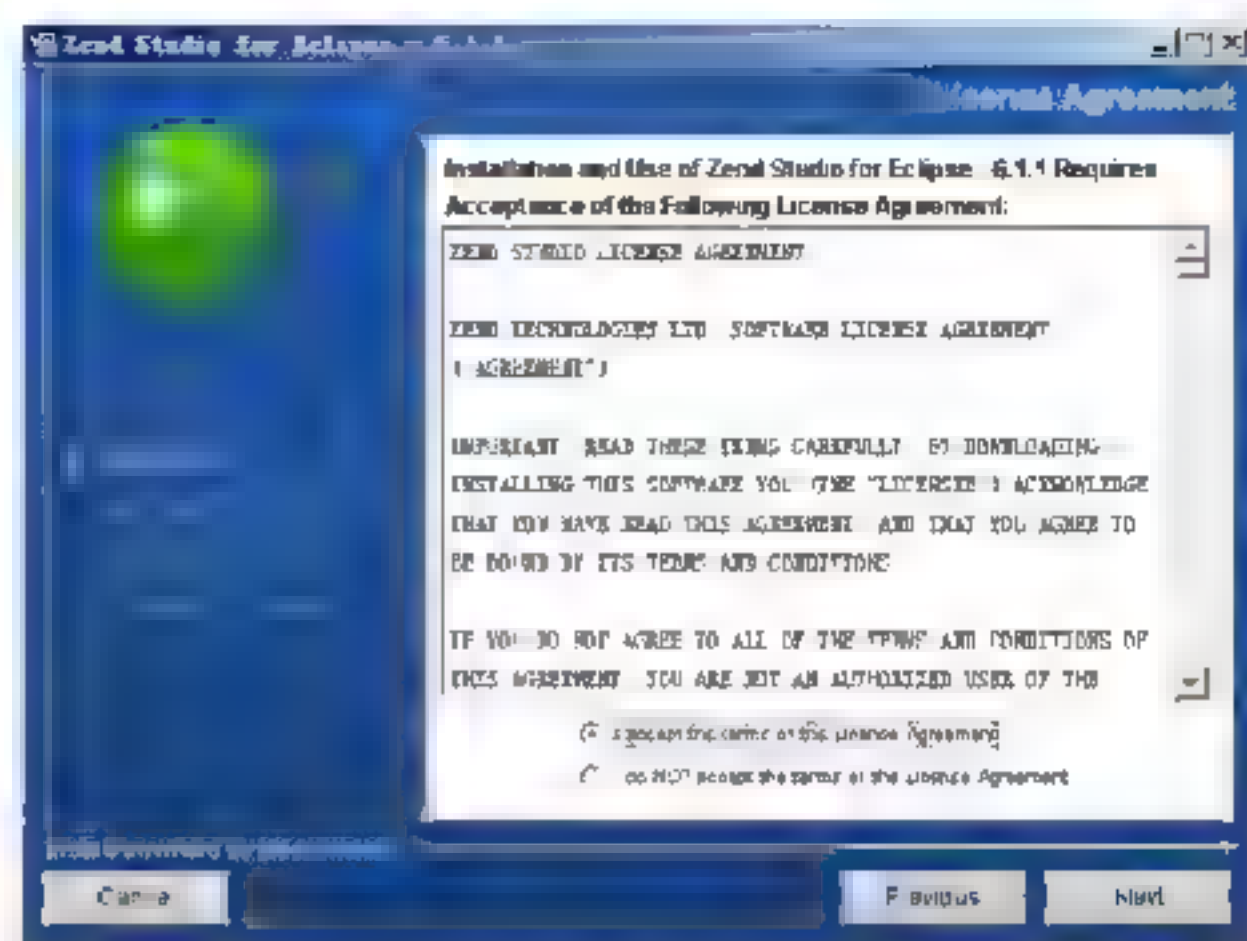 Zend Studio for Eclipse
License Agreement
Installation and Use of Zend Studio for Eclipse 6.1.1 Requires
Acceptance of the Following License Agreement:
ZEND STUDIO LICENSE AGREEMENT
ZEND TECHNOLOGIES LTD SOFTWARE LICENSE AGREEMENT
( AGREEMENT")
IMPORTANT READ THESE TERMS CAREFULLY BY DOWNLOADING
INSTALLING THIS SOFTWARE YOU (THE "LICENSEE ) ACKNOWLEDGE
THAT YOU HAVE READ THIS AGREEMENT AND THAT YOU AGREE TO
BE BOUND BY ITS TERMS AND CONDITIONS
IF YOU DO NOT AGREE TO ALL OF THE TERMS AND CONDITIONS OF
THIS AGREEMENT YOU ARE NOT AN AUTHORIZED USER OF THE
I accept the terms of the License Agreement
I do NOT accept the terms of the License Agreement
Cancel
Previous
Next